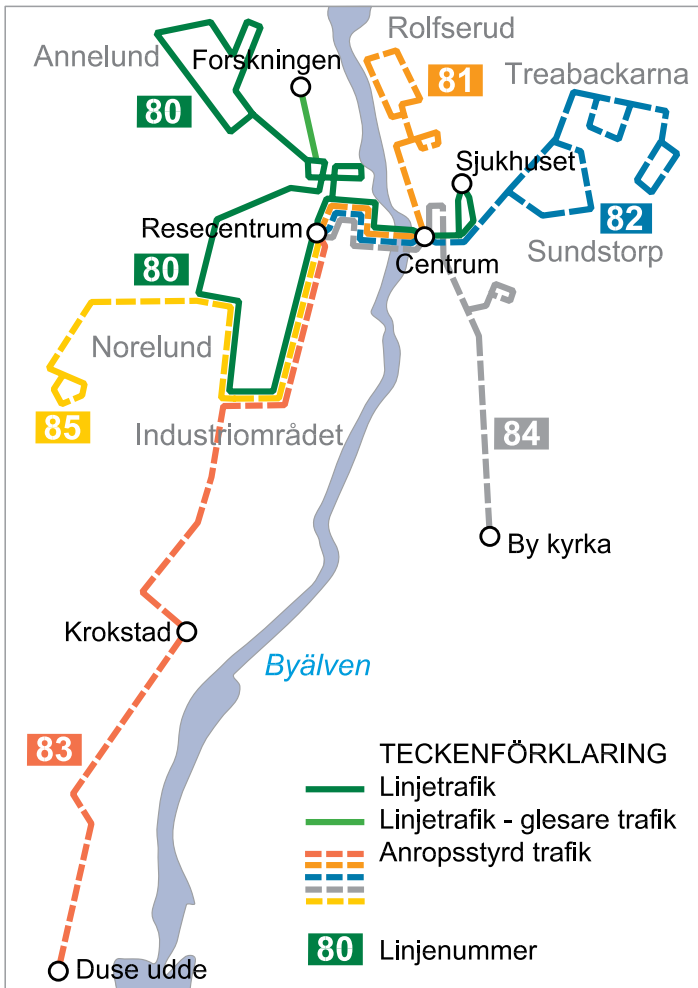 Rolfserud
Annelund
Forskningen
81
Treabackarna
80
Sjukhuset
Resecentrum
82
Centrum
Sundstorp
80
Norelund
85
Industriområdet
84
By kyrka
Krokstad
Byälven
83
TECKENFÖRKLARING
Linjetrafik
Linjetrafik - glesare trafik
Anropsstyrd trafik
80 Linjenummer
Duse udde